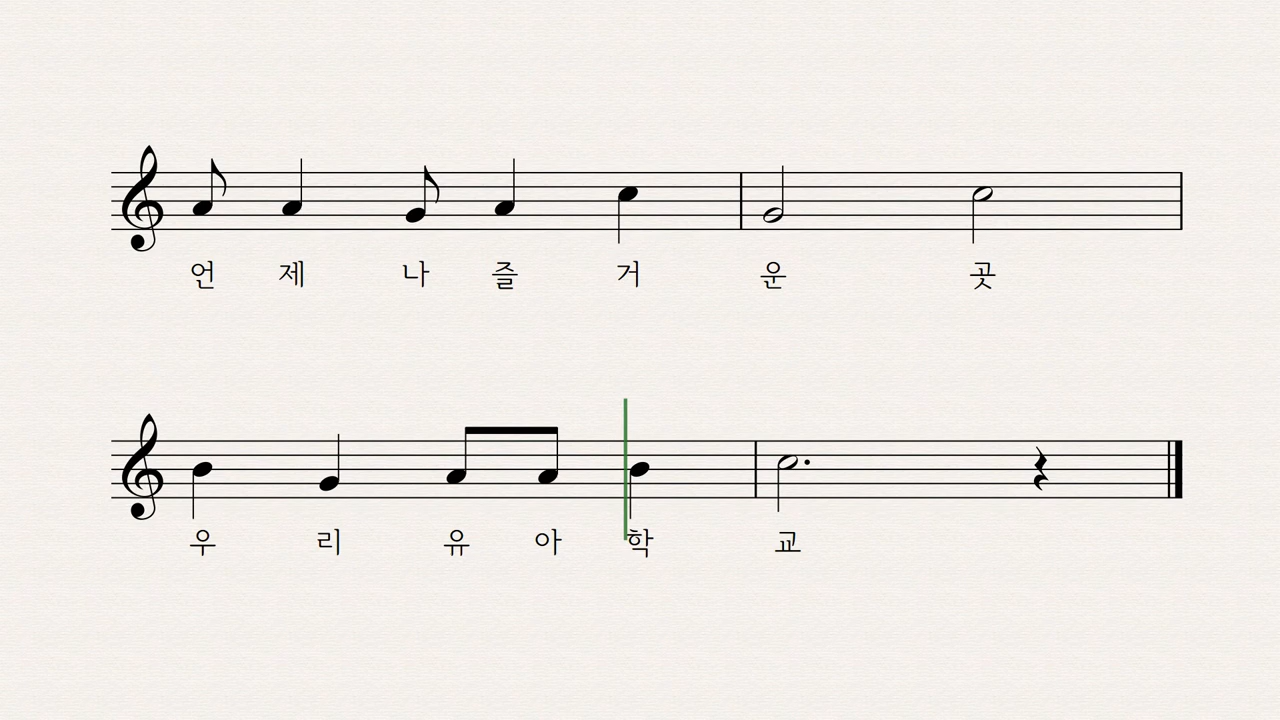 언 제 나 즐 거 운 곳
우 리 유 아 학 교